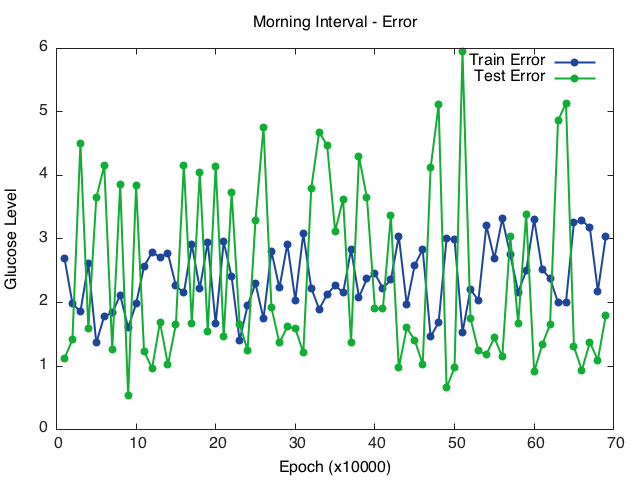 Morning Interval - Error
Train Error
Test Error
Glucose Level
6
5
4
3
2
1
0
0 10 20 30 40 50 60 70
Epoch (x10000)